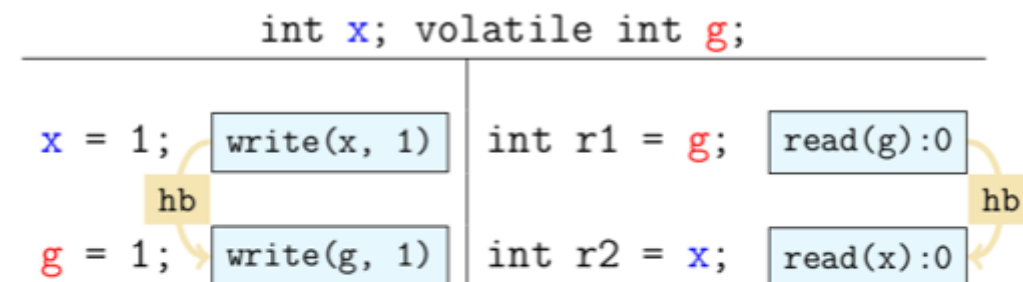 int x; volatile int g;
x = 1; write(x, 1) int r1 = g; read(g):0
hb hb
g = 1; write(g, 1) int r2 = x; read(x):0